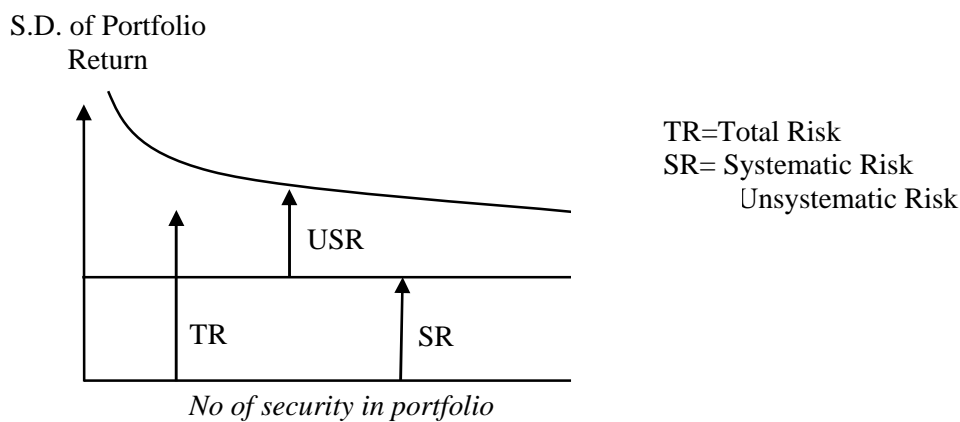 S.D. of Portfolio
Return
TR=Total Risk
SR= Systematic Risk
Unsystematic Risk
USR
TR
SR
No of security in portfolio